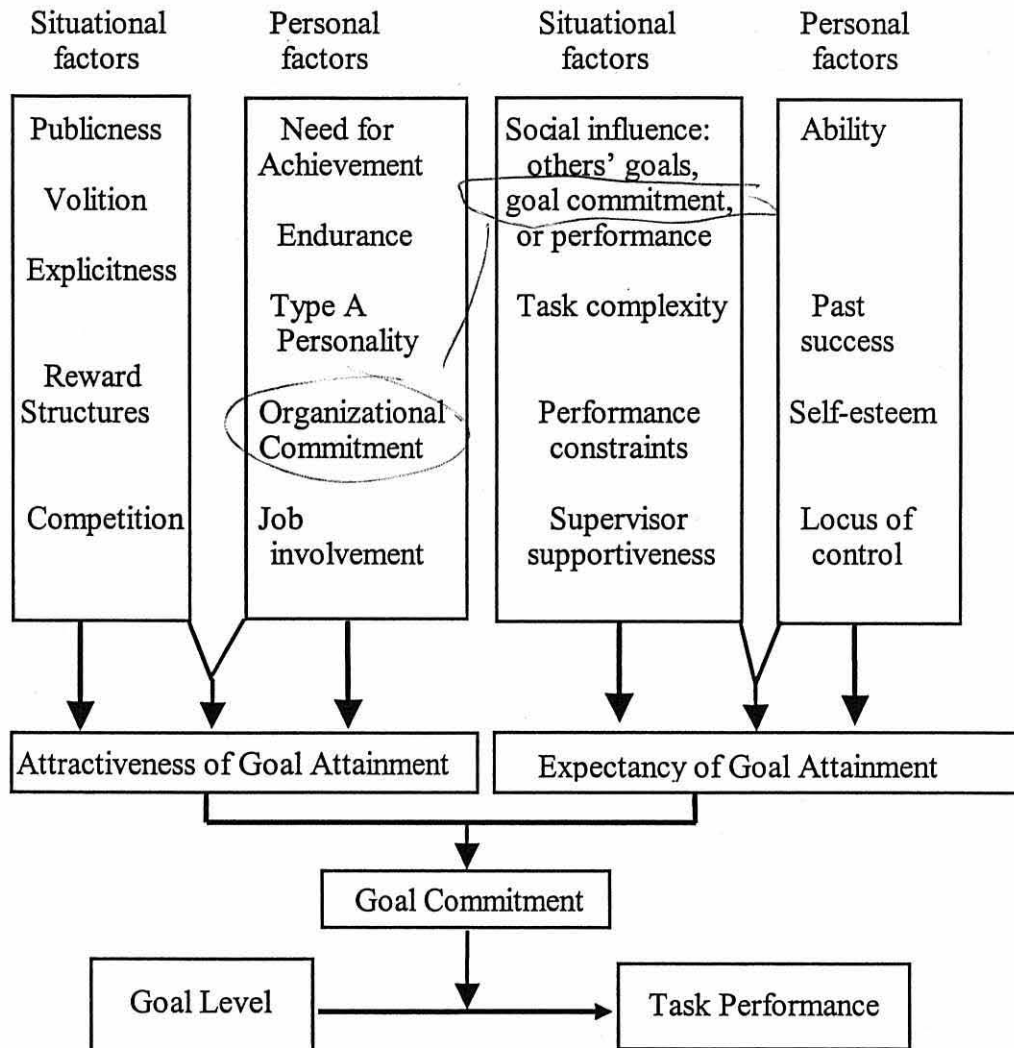 Situational
factors
Publicness
Volition
Explicitness
Reward
Structures
Competition
Personal
factors
Need for
Achievement
Endurance
Type A
Personality
Organizational
Commitment
Job
involvement
Situational
factors
Social influence:
others' goals,
goal commitment,
or performance
Task complexity
Performance
constraints
Supervisor
supportiveness
Personal
factors
Ability
Past
success
Self-esteem
Locus of
control
Attractiveness of Goal Attainment
Expectancy of Goal Attainment
Goal Commitment
Goal Level
Task Performance